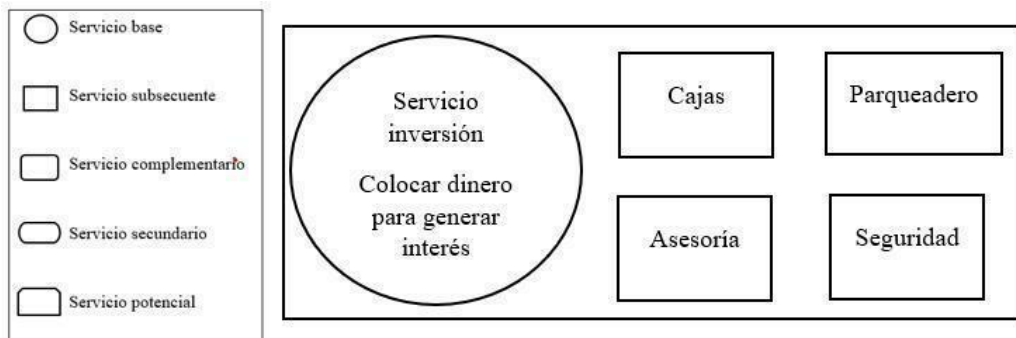 Servicio base
Servicio subsecuente
Servicio complementario
Servicio secundario
Servicio potencial
Servicio
inversión
Colocar dinero
para generar
interés
Cajas
Parqueadero
Asesoría
Seguridad